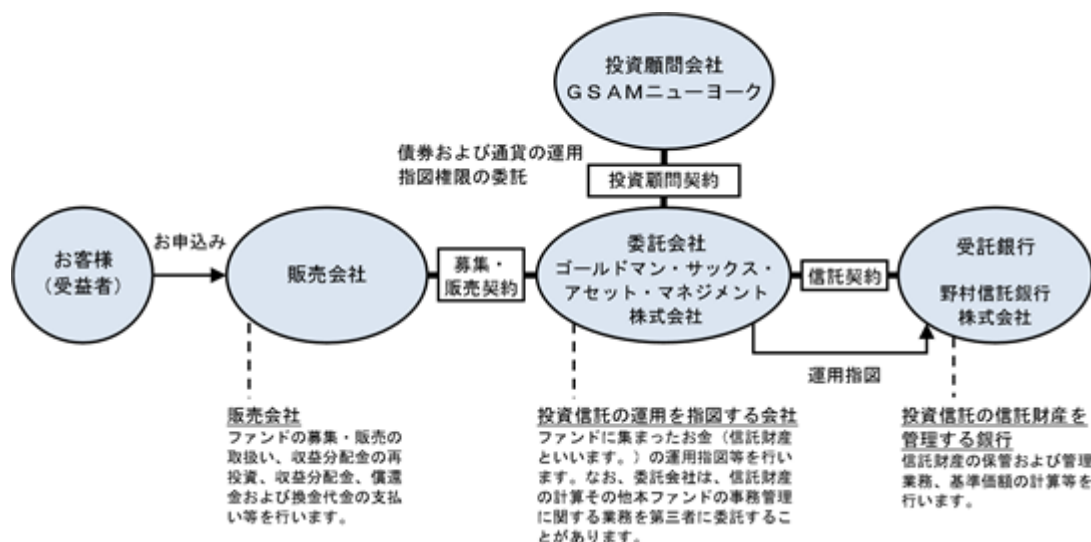 投資顧問会社
ＧＳＡＭニューヨーク
債券および通貨の運用
指図権限の委託
投資顧問契約
お客様
（受益者）
お申込み
販売会社
募集・
販売契約
委託会社
ゴールドマン・サックス・
アセット・マネジメント
株式会社
信託契約
受託銀行
野村信託銀行
株式会社
運用指図
販売会社
ファンドの募集・販売の
取扱い、収益分配金の再
投資、収益分配金、償還
金および換金代金の支払
い等を行います。
投資信託の運用を指図する会社
ファンドに集まったお金（信託財産
といいます。）の運用指図等を行い
ます。なお、委託会社は、信託財産
の計算その他本ファンドの事務管理
に関する業務を第三者に委託するこ
とがあります。
投資信託の信託財産を
管理する銀行
信託財産の保管および管理
業務、基準価額の計算等を
行います。